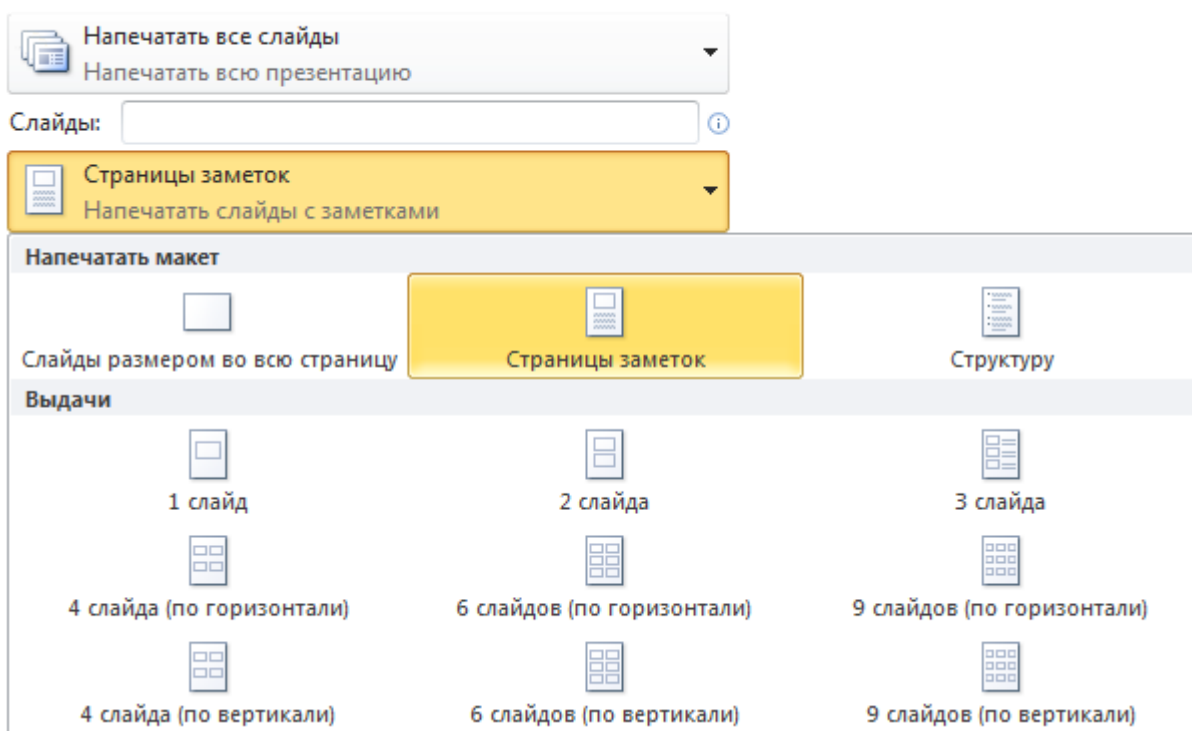 Напечатать все слайды
Напечатать всю презентацию
Слайды:
Страницы заметок
Напечатать слайды с заметками
Напечатать макет
Слайды размером во всю страницу Страницы заметок Структуру
Выдачи
1 слайд 2 слайда 3 слайда
4 слайда (по горизонтали) 6 слайдов (по горизонтали) 9 слайдов (по горизонтали)
4 слайда (по вертикали) 6 слайдов (по вертикали) 9 слайдов (по вертикали)